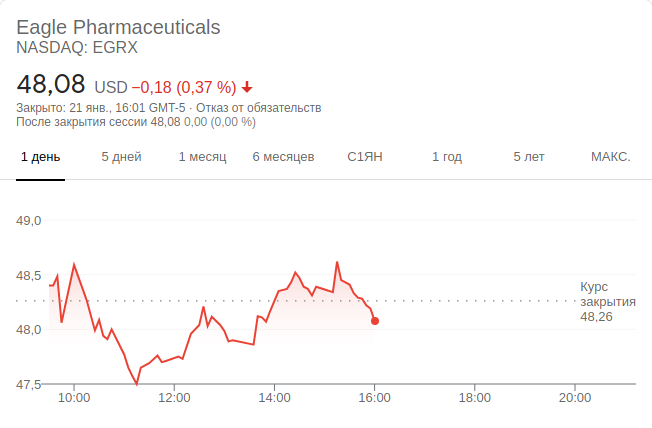 Eagle Pharmaceuticals
NASDAQ: EGRX
48,08 USD −0,18 (0,37 %)
Закрыто: 21 янв., 16:01 GMT-5 · Отказ от обязательств
После закрытия сессии 48,08 0,00 (0,00 %)
1 день 5 дней 1 месяц 6 месяцев С1ЯН 1 год 5 лет МАКС.
49,0
48,5
Курс
закрытия
48,26
48,0
47,5
10:00 12:00 14:00 16:00 18:00 20:00